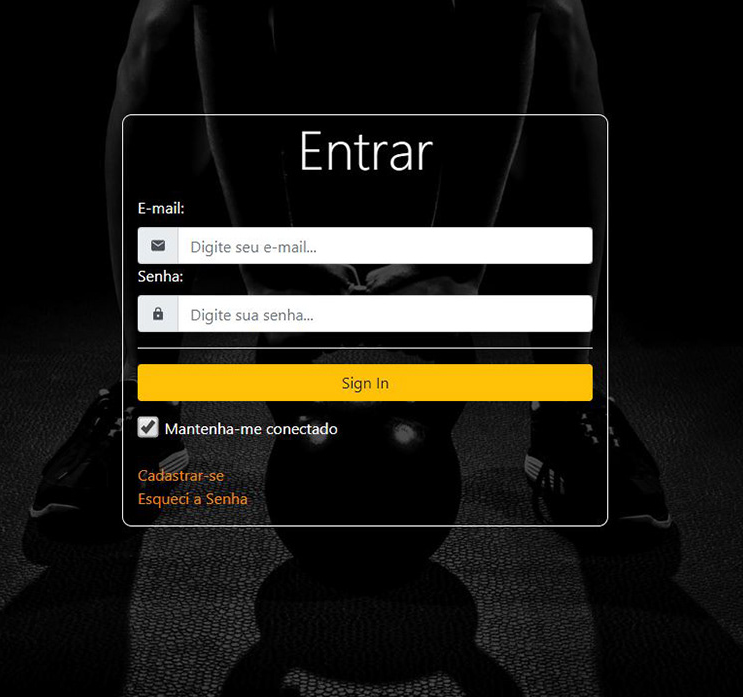 Entrar
E-mail:
Digite seu e-mail...
Senha:
Digite sua senha...
Sign In
Mantenha-me conectado
Cadastrar-se
Esqueci a Senha